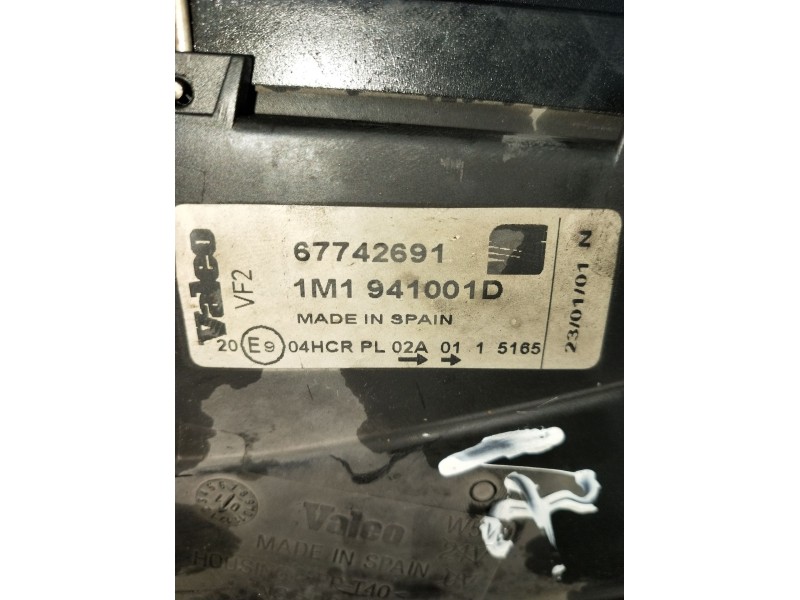 Valeo
VF2
67742691
1M1 941001D
MADE IN SPAIN
20 E9 04HCR PL 02A 01 1 5165
23/01/01 N
Valeo
MADE IN SPAIN